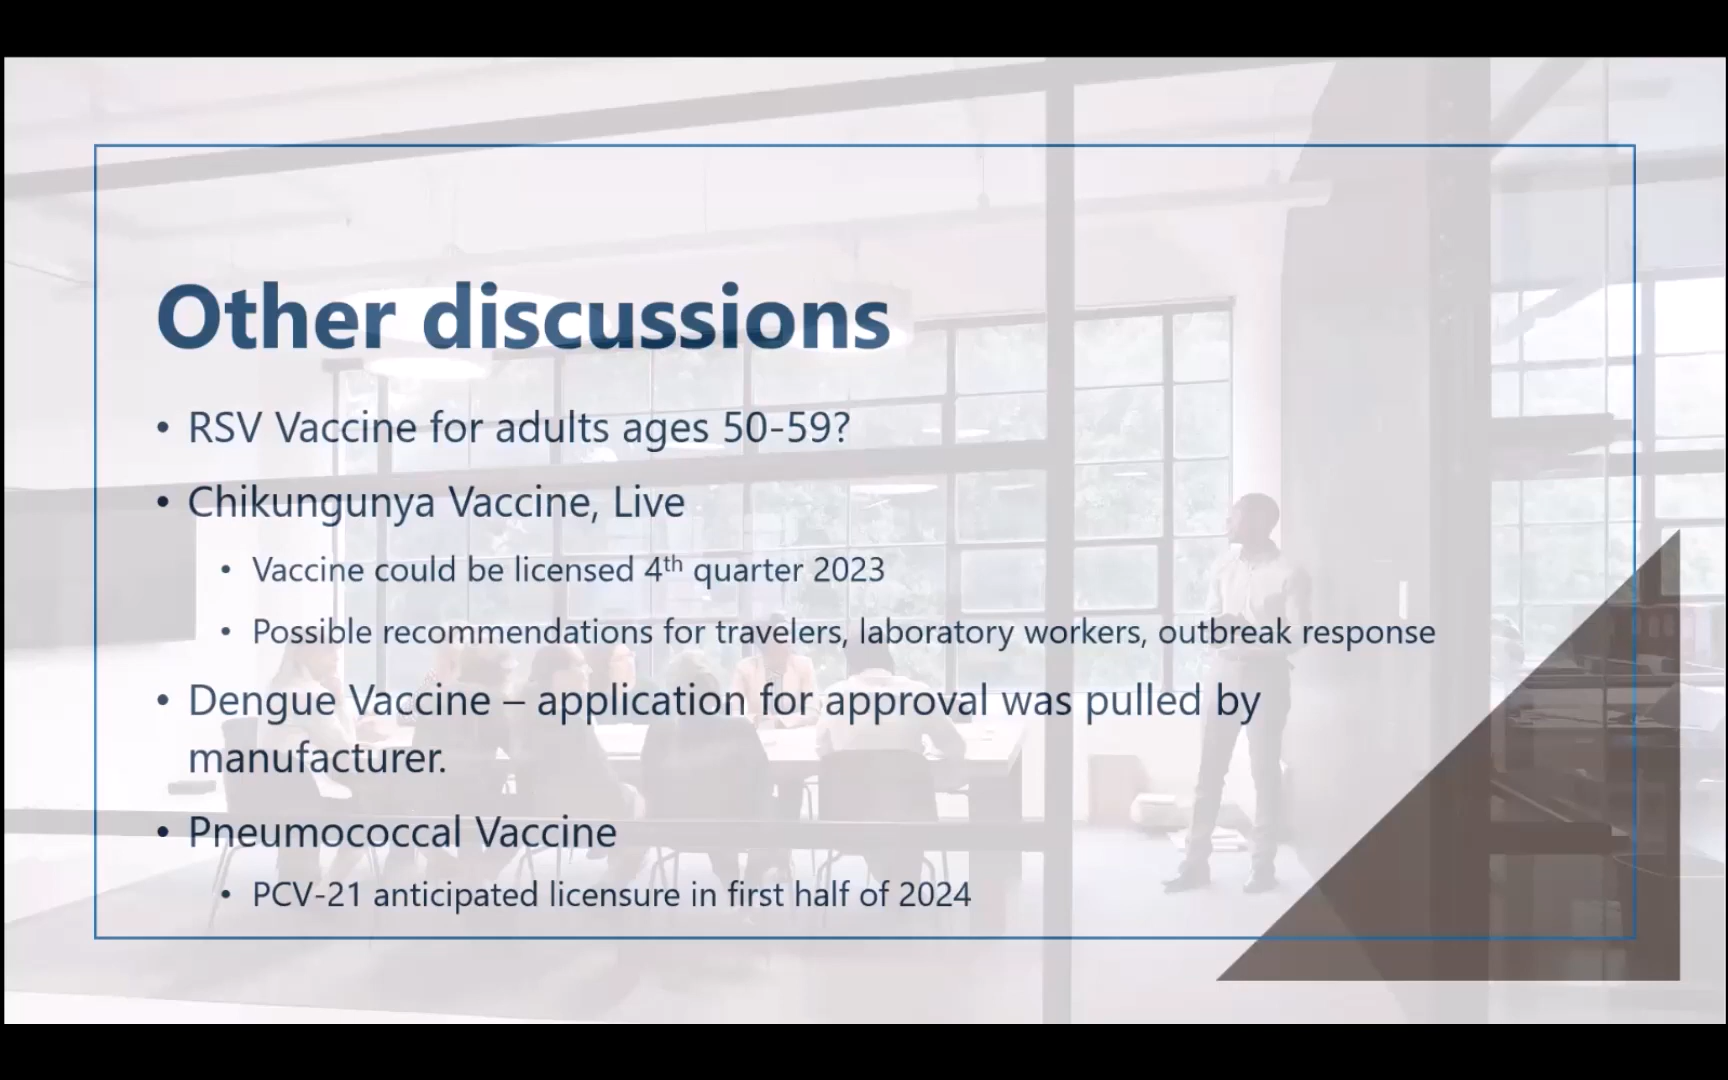 Other discussions
• RSV Vaccine for adults ages 50-59?
• Chikungunya Vaccine, Live
• Vaccine could be licensed 4th quarter 2023
• Possible recommendations for travelers, laboratory workers, outbreak response
• Dengue Vaccine – application for approval was pulled by
manufacturer.
• Pneumococcal Vaccine
• PCV-21 anticipated licensure in first half of 2024